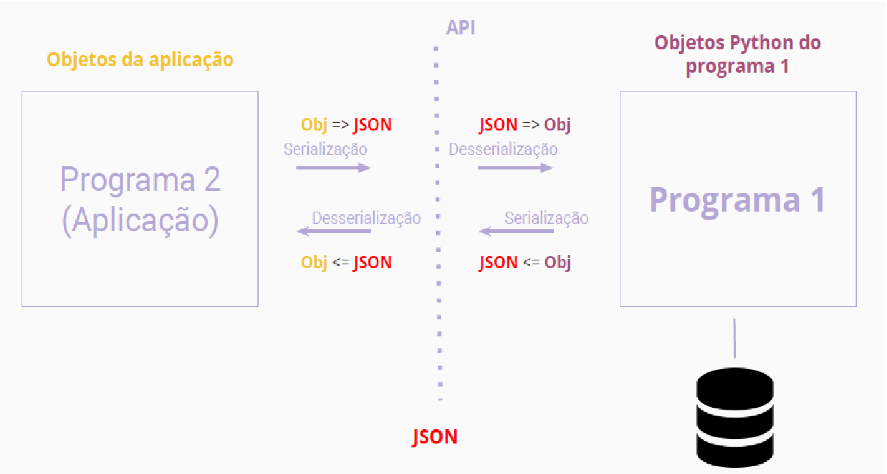 API
Objetos da aplicação
Objetos Python do
programa 1
Obj => JSON
JSON => Obj
Serialização
Desserialização
Programa 2
(Aplicação)
Programa 1
Desserialização
Serialização
Obj <= JSON
JSON <= Obj
JSON